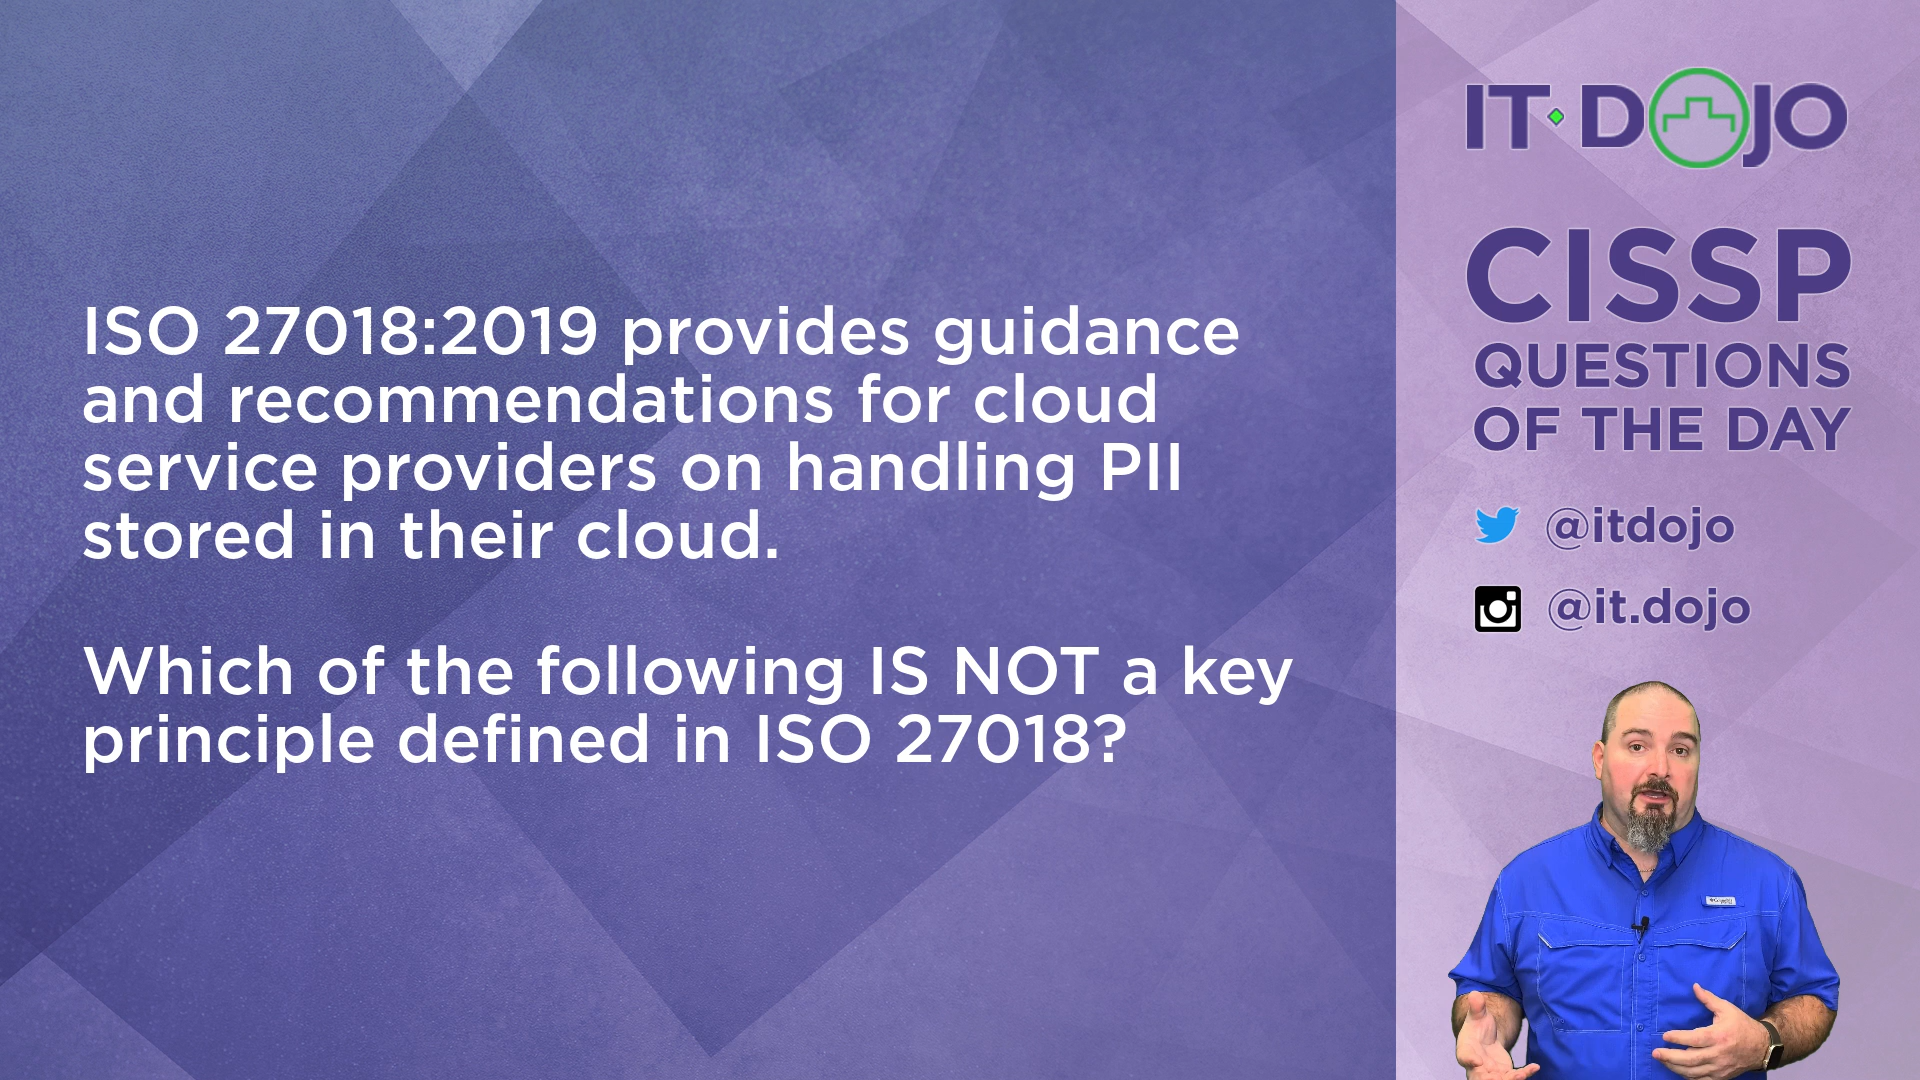 ISO 27018:2019 provides guidance
and recommendations for cloud
service providers on handling PII
stored in their cloud.
Which of the following IS NOT a key
principle defined in ISO 27018?
IT DOJO
CISSP
QUESTIONS
OF THE DAY
@itdojo
@it.dojo